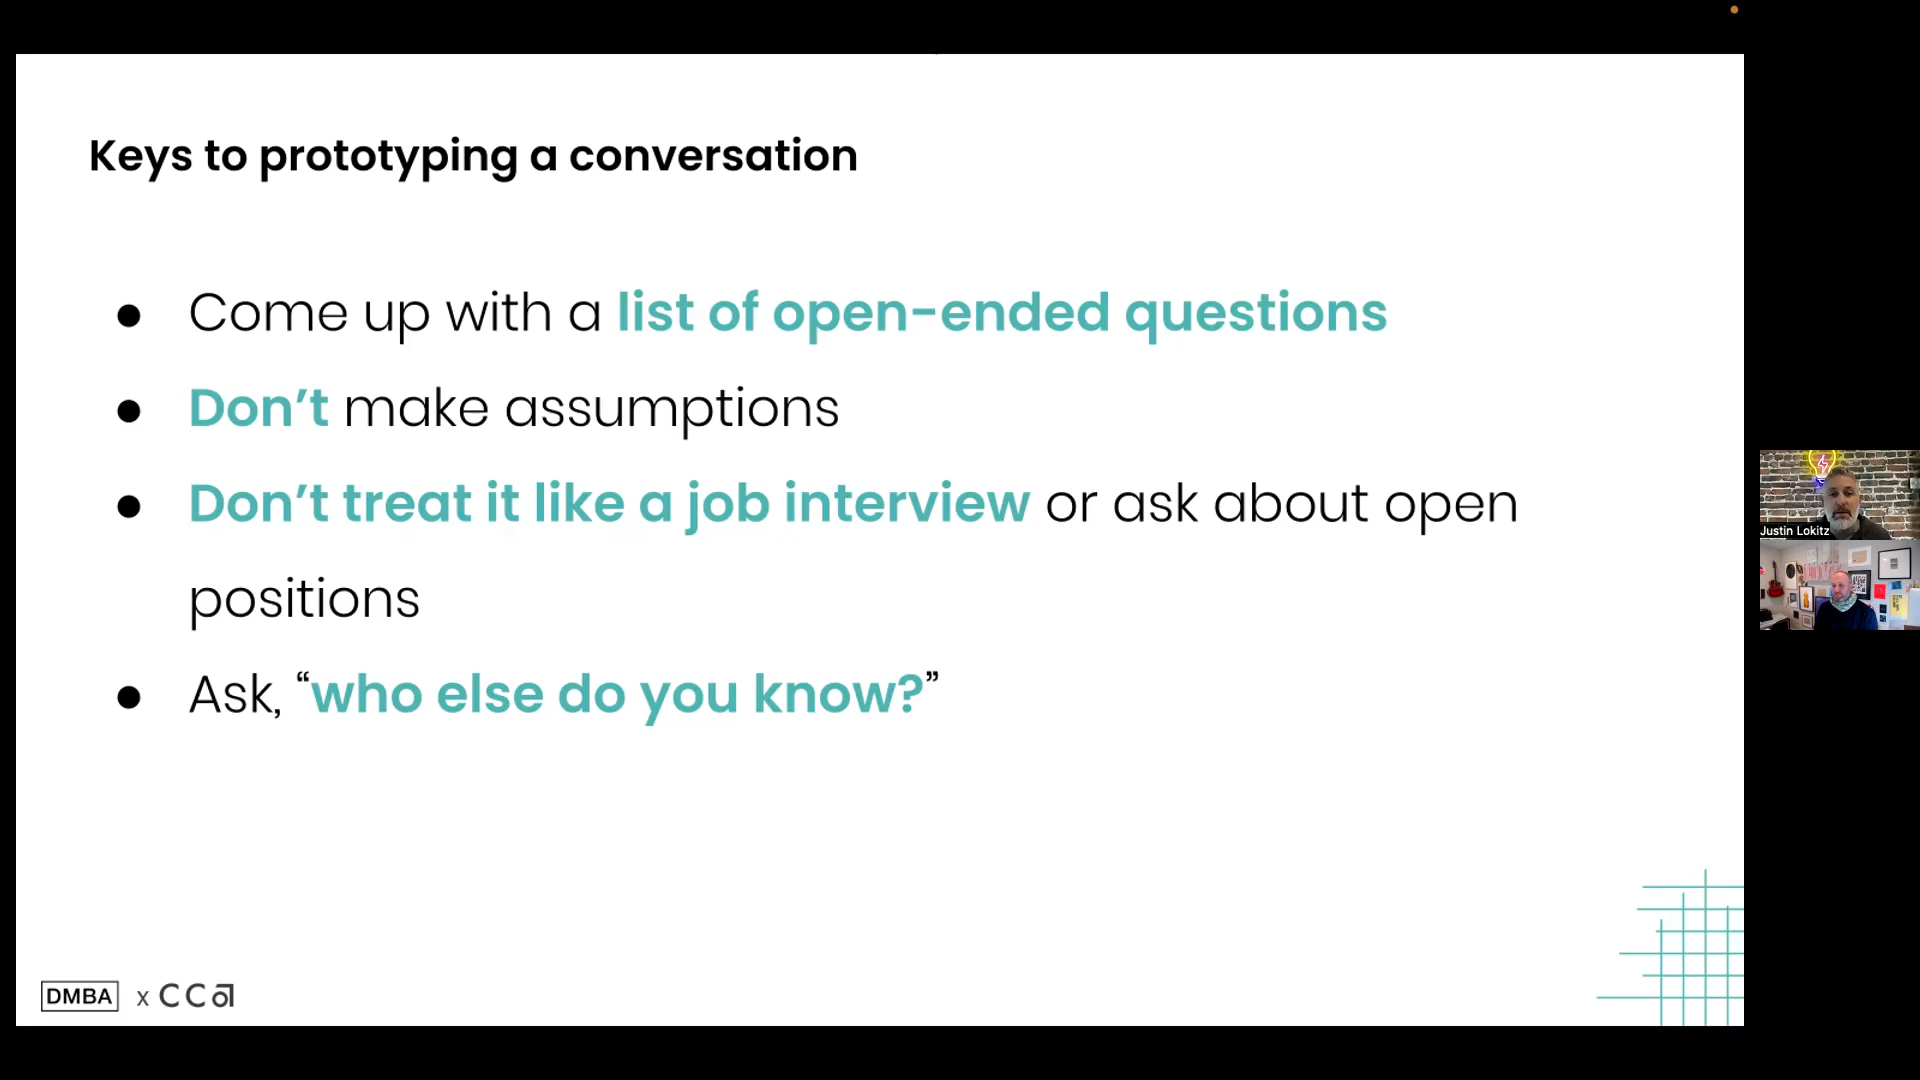 Keys to prototyping a conversation
● Come up with a list of open-ended questions
● Don’t make assumptions
● Don’t treat it like a job interview or ask about open
positions
● Ask, “who else do you know?”
DMBA x CCA
Justin Lokitz